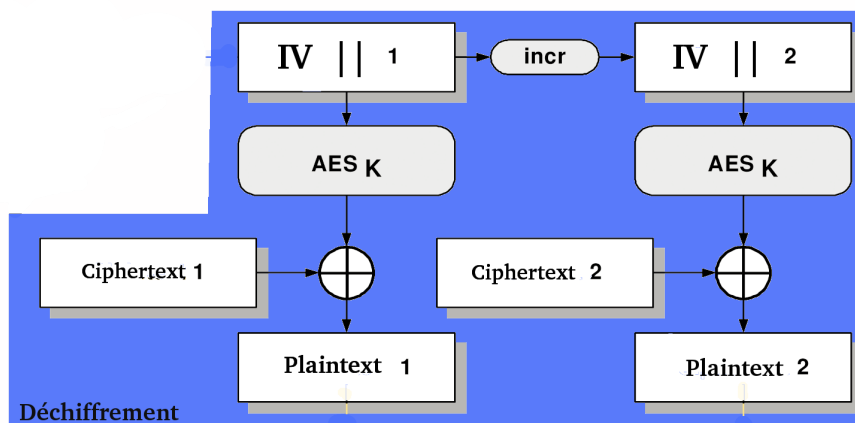 IV || 1
incr
IV || 2
AES K
AES K
Ciphertext 1
Ciphertext 2
Plaintext 1
Plaintext 2
Déchiffrement